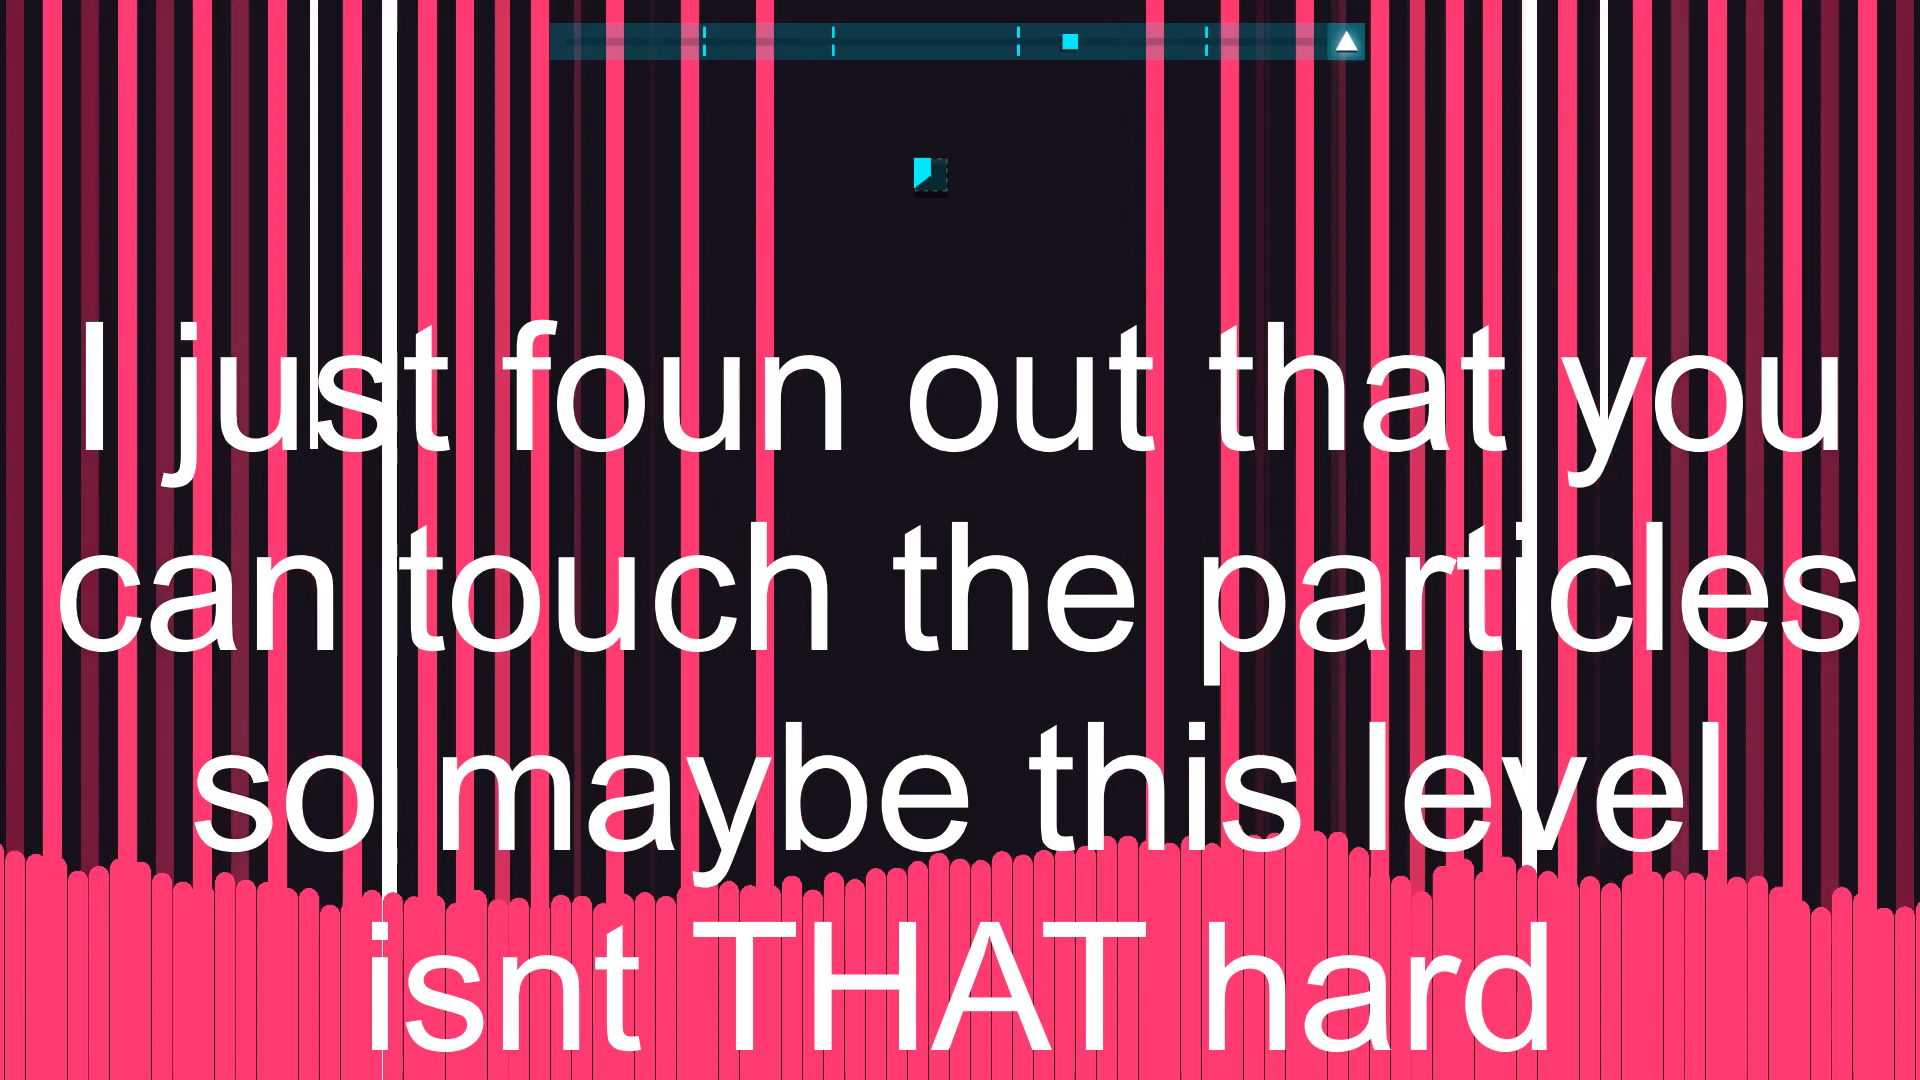 I just foun out that you
can touch the particles
so maybe this level
isnt THAT hard